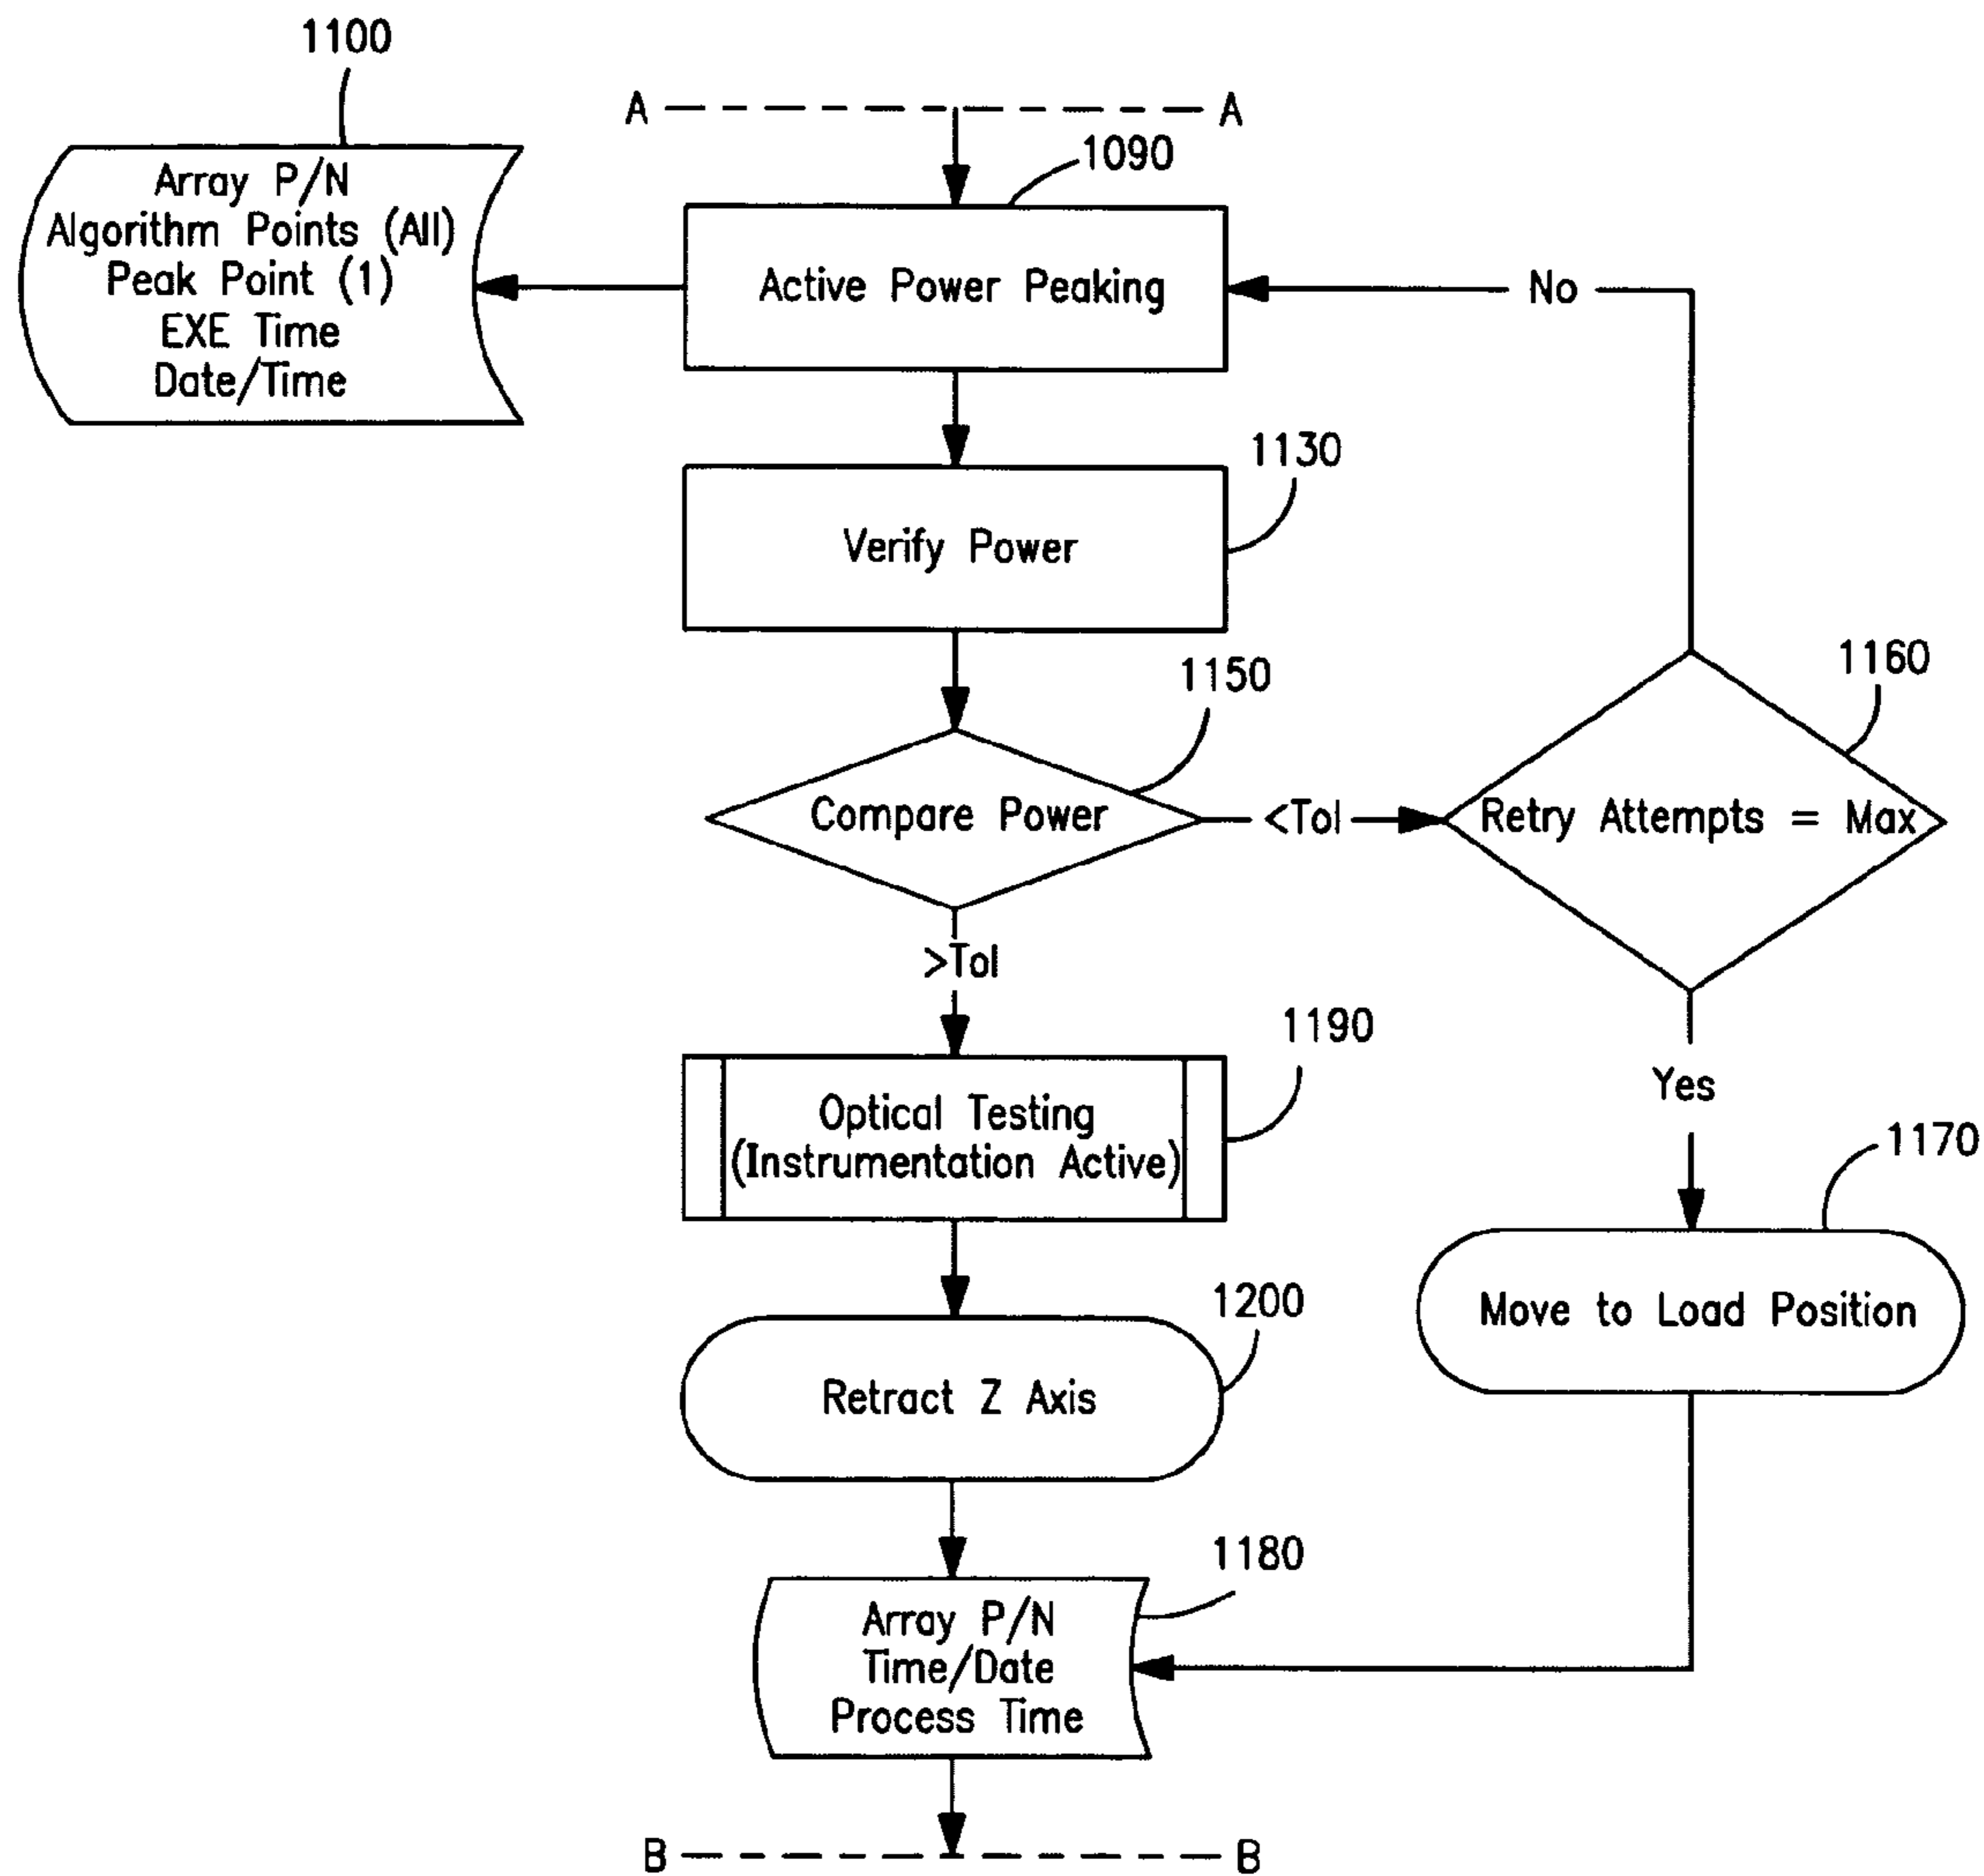 1100
A
A
1090
Array P/N
Algorithm Points (All)
Peak Point (1)
EXE Time
Date/Time
Active Power Peaking
No
1130
Verify Power
1150
1160
Compare Power
<Tol
Retry Attempts = Max
>Tol
1190
Optical Testing
(Instrumentation Active)
Yes
1170
1200
Move to Load Position
Retract Z Axis
1180
Array P/N
Time/Date
Process Time
B
B